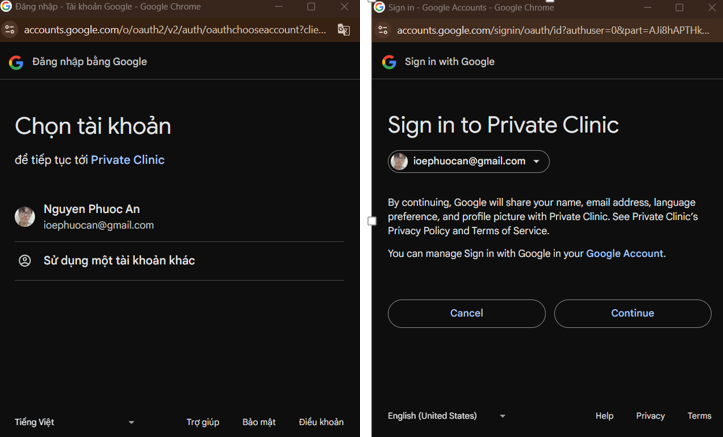 Đăng nhập - Tài khoản Google - Google Chrome
accounts.google.com/o/oauth2/v2/auth/oauthchooseaccount?clie...
Đăng nhập bằng Google
Chọn tài khoản
để tiếp tục tới Private Clinic
Nguyen Phuoc An
ioephuocan@gmail.com
Sử dụng một tài khoản khác
Tiếng Việt
Trợ giúp
Bảo mật
Điều khoản
Sign in - Google Accounts - Google Chrome
accounts.google.com/signin/oauth/id?authuser=0&part=AJi8hAPTHk...
Sign in with Google
Sign in to Private Clinic
ioephuocan@gmail.com
By continuing, Google will share your name, email address, language
preference, and profile picture with Private Clinic. See Private Clinic's
Privacy Policy and Terms of Service.
You can manage Sign in with Google in your Google Account.
Cancel
Continue
English (United States)
Help
Privacy
Terms